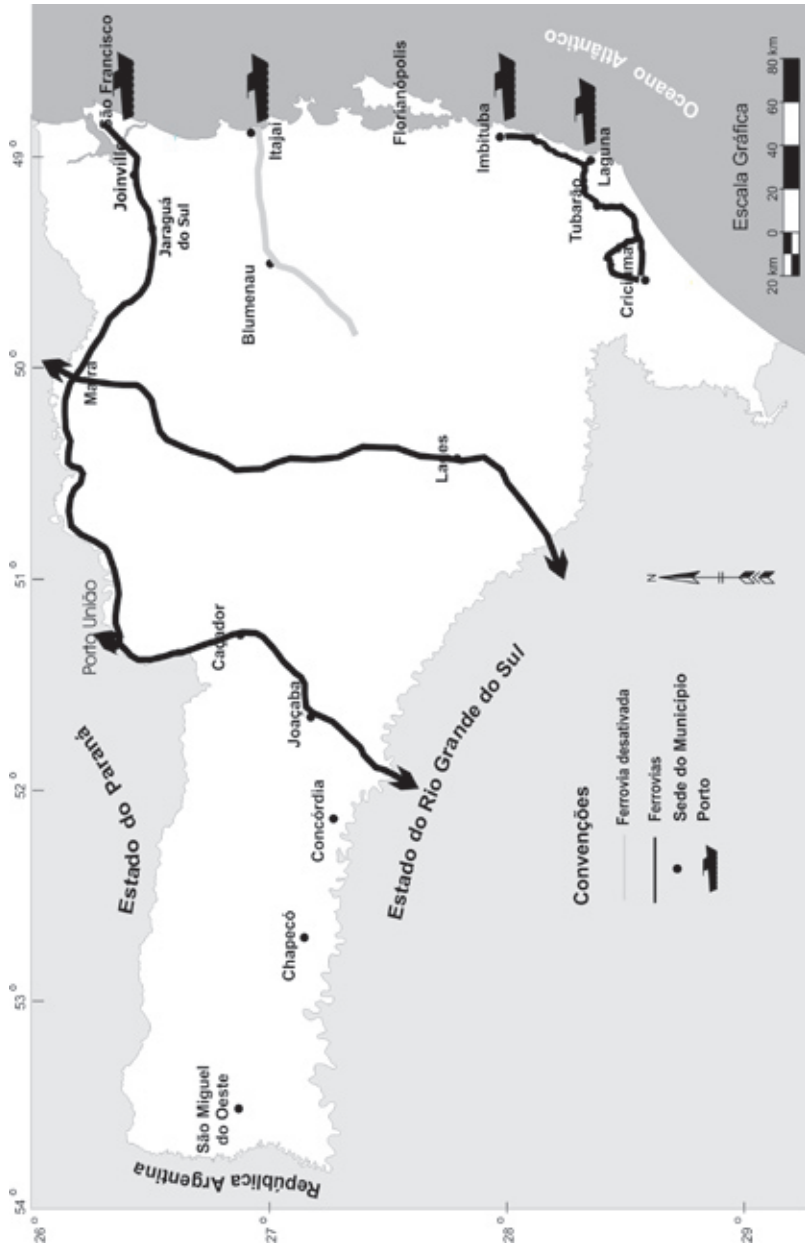 54°
53°
52°
51°
50°
49°
26°
27°
28°
29°
Estado do Paraná
Porto União
Mafra
São Francisco
Joinville
Jaraguá
do Sul
República Argentina
São Miguel
do Oeste
Chapecó
Concórdia
Joaçaba
Caçador
Blumenau
Itajaí
Florianópolis
Lages
Imbituba
Tubarão
Laguna
Criciúma
Estado do Rio Grande do Sul
Oceano Atlântico
N
Convenções
Ferrovia desativada
Ferrovias
Sede do Município
Porto
Escala Gráfica
20 km 0 20 40 60 80 km